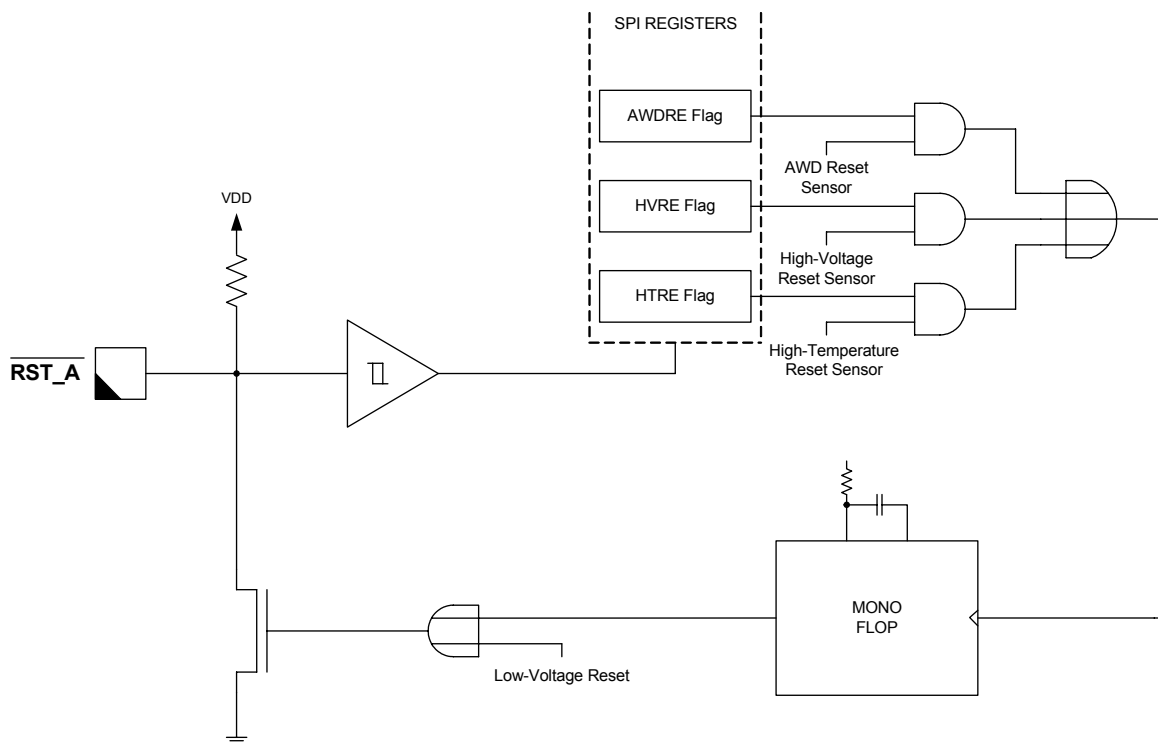 SPI REGISTERS
AWDRE Flag
AWD Reset
Sensor
VDD
HVRE Flag
High-Voltage
Reset Sensor
HTRE Flag
High-Temperature
Reset Sensor
RST_A
MONO
FLOP
Low-Voltage Reset